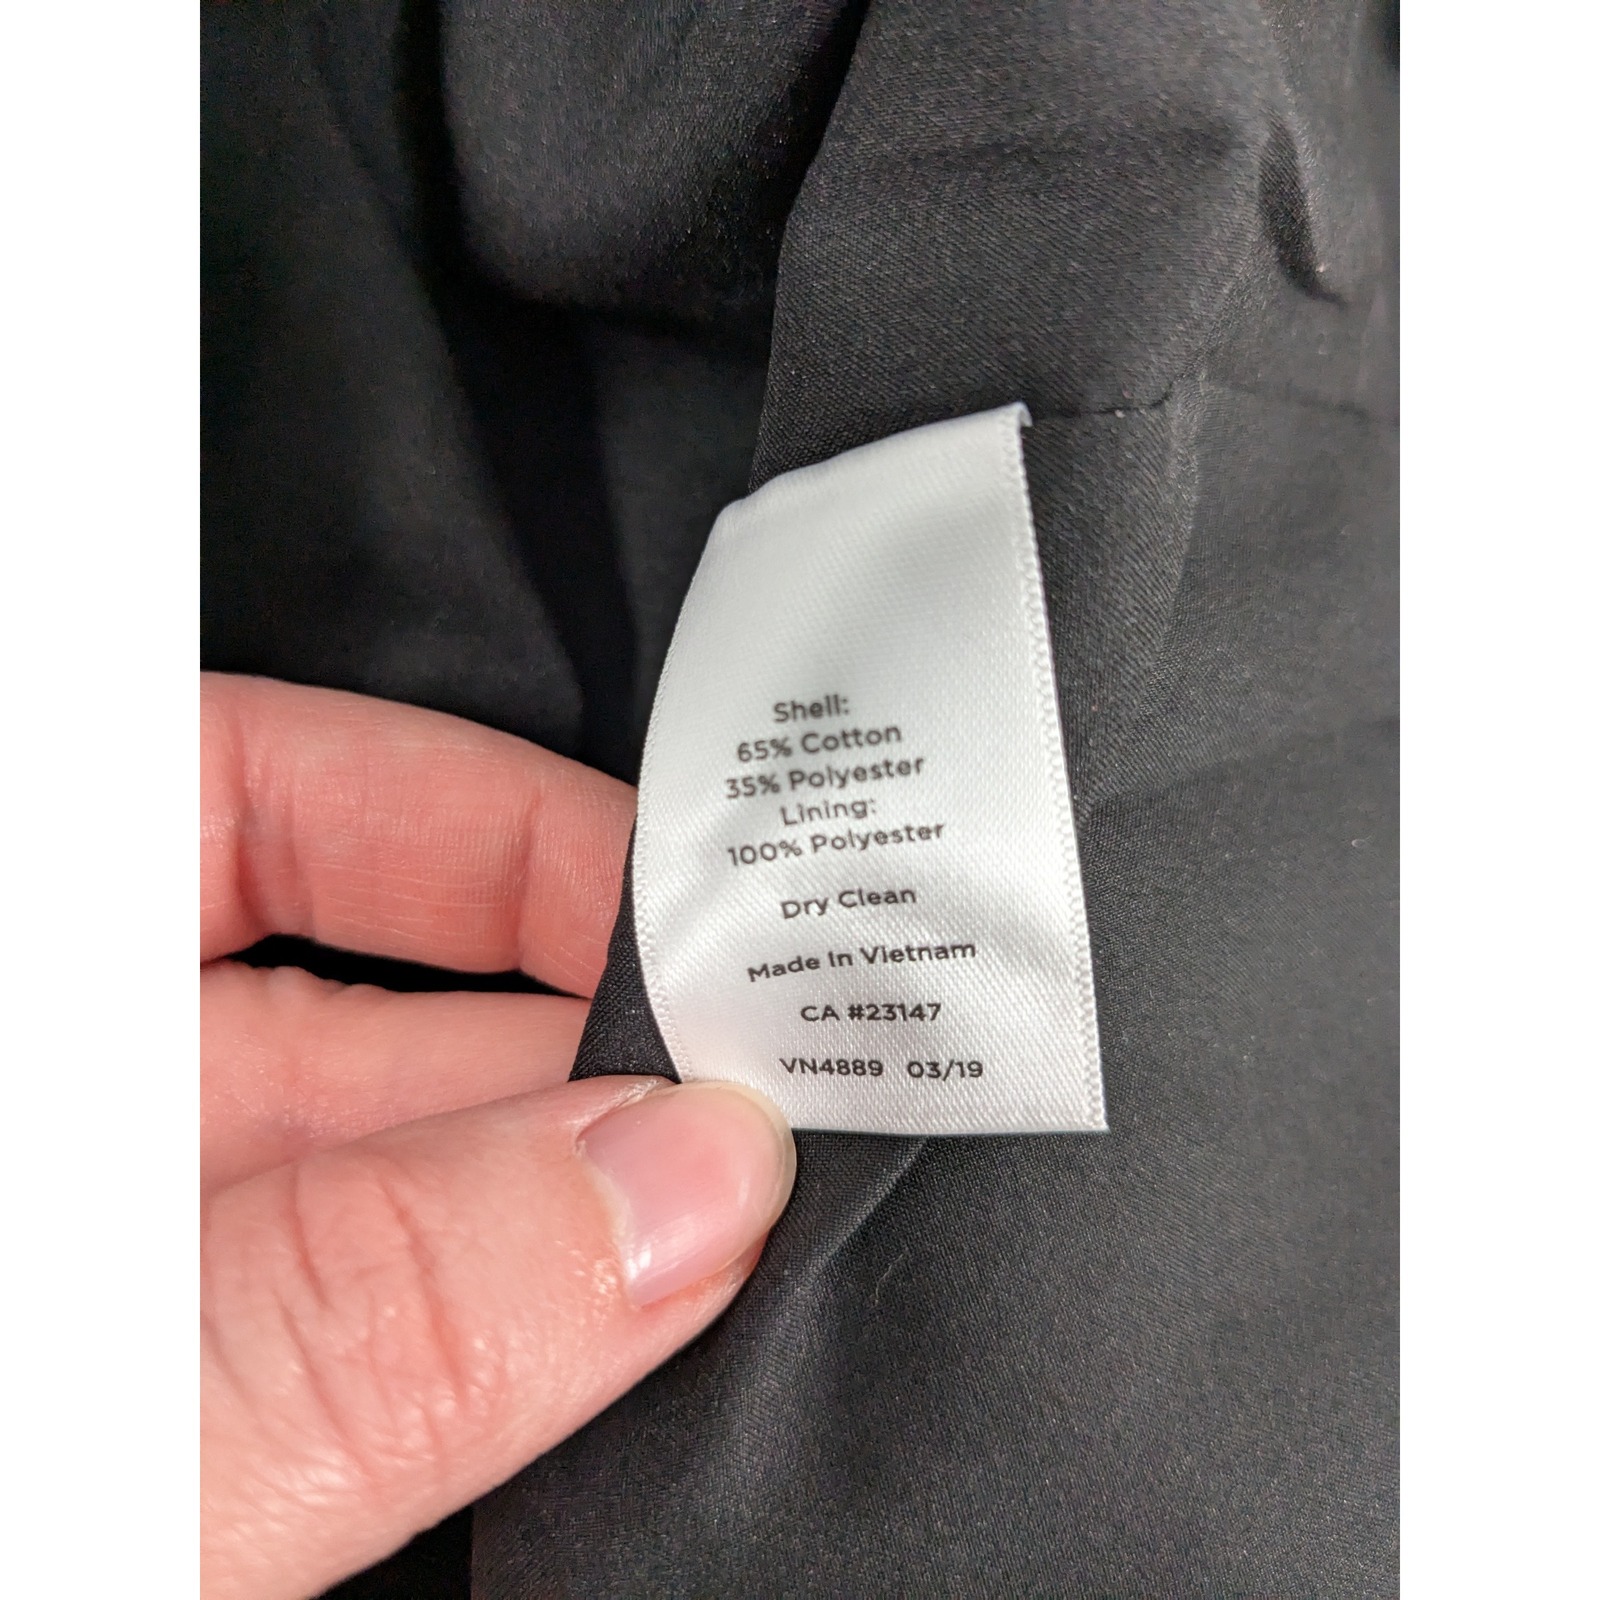 Shell:
65% Cotton
35% Polyester
Lining:
100% Polyester
Dry Clean
Made In Vietnam
CA #23147
VN4889 03/19